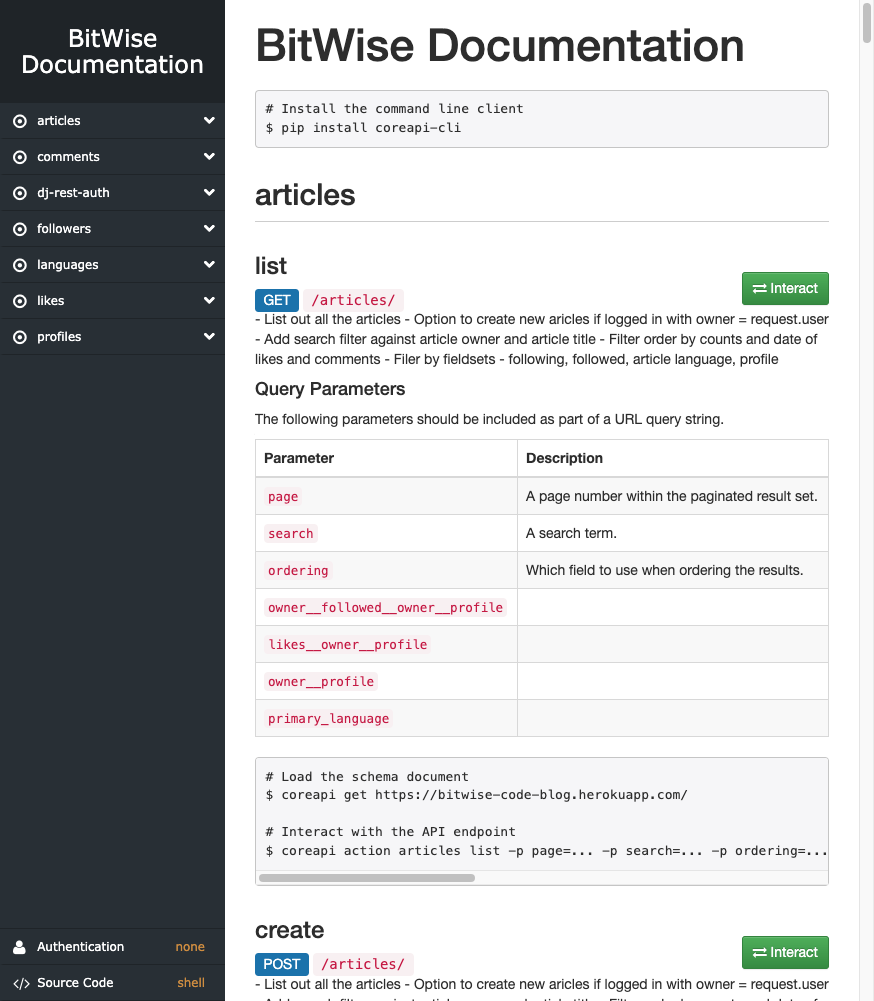 BitWise
Documentation
articles
comments
dj-rest-auth
followers
languages
likes
profiles
Authentication none
Source Code shell
BitWise Documentation
# Install the command line client
$ pip install coreapi-cli
articles
list
Interact
GET /articles/
- List out all the articles - Option to create new aricles if logged in with owner = request.user
- Add search filter against article owner and article title - Filter order by counts and date of
likes and comments - Filer by fieldsets - following, followed, article language, profile
Query Parameters
The following parameters should be included as part of a URL query string.
Parameter Description
page A page number within the paginated result set.
search A search term.
ordering Which field to use when ordering the results.
owner__followed__owner__profile
likes__owner__profile
owner__profile
primary_language
# Load the schema document
$ coreapi get https://bitwise-code-blog.herokuapp.com/
# Interact with the API endpoint
$ coreapi action articles list -p page=... -p search=... -p ordering=...
create
Interact
POST /articles/
- List out all the articles - Option to create new aricles if logged in with owner = request.user